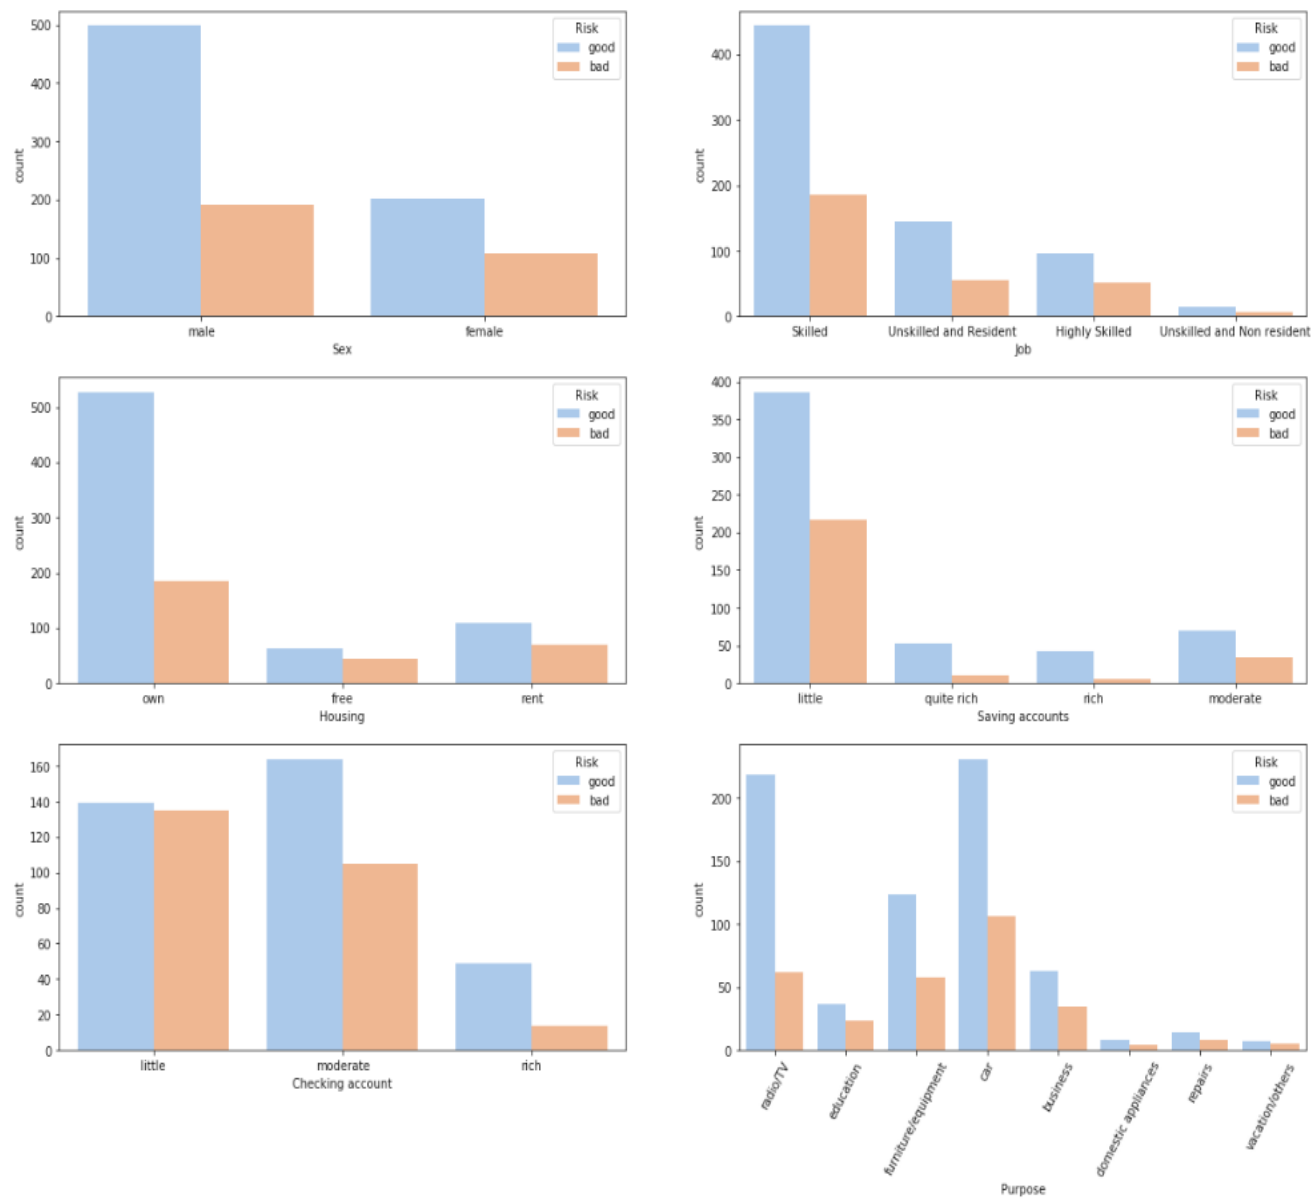 Risk
good
bad
500
400
300
200
100
0
count
male
female
Sex
Risk
good
bad
400
300
200
100
0
count
Skilled
Unskilled and Resident
Highly Skilled
Unskilled and Non resident
Job
Risk
good
bad
500
400
300
200
100
0
count
own
free
rent
Housing
Risk
good
bad
400
350
300
250
200
150
100
50
0
count
little
quite rich
rich
moderate
Saving accounts
Risk
good
bad
160
140
120
100
80
60
40
20
0
count
little
moderate
rich
Checking account
Risk
good
bad
200
150
100
50
0
count
radio/TV
education
furniture/equipment
car
business
domestic appliances
repairs
vacation/others
Purpose